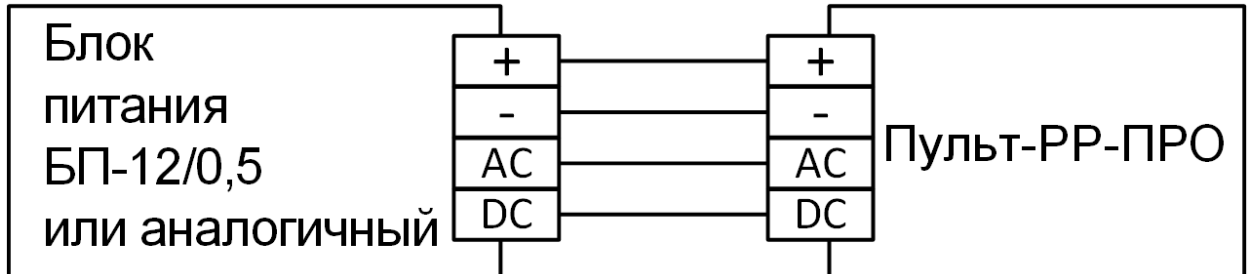 Блок
питания
БП-12/0,5
или аналогичный
+
-
AC
DC
+
-
AC
DC
Пульт-РР-ПРО